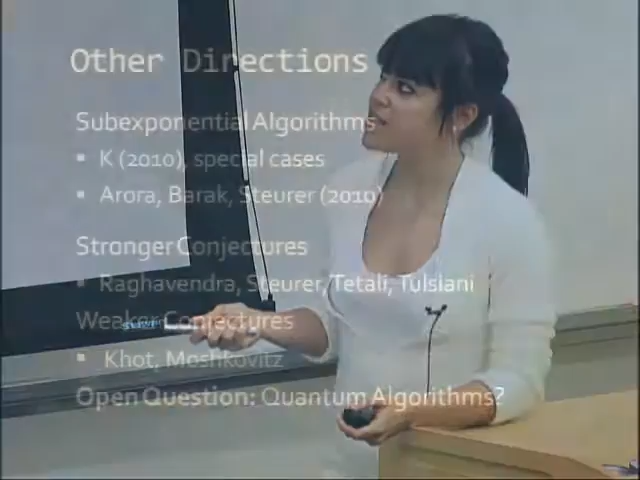 Other Directions
Subexponential Algorithms
▪ K (2010), special cases
▪ Arora, Barak, Steurer (2010)
Stronger Conjectures
▪ Raghavendra, Steurer, Tetali, Tulsiani
Weaker Conjectures
▪ Khot, Moshkovitz
Open Question: Quantum Algorithms?